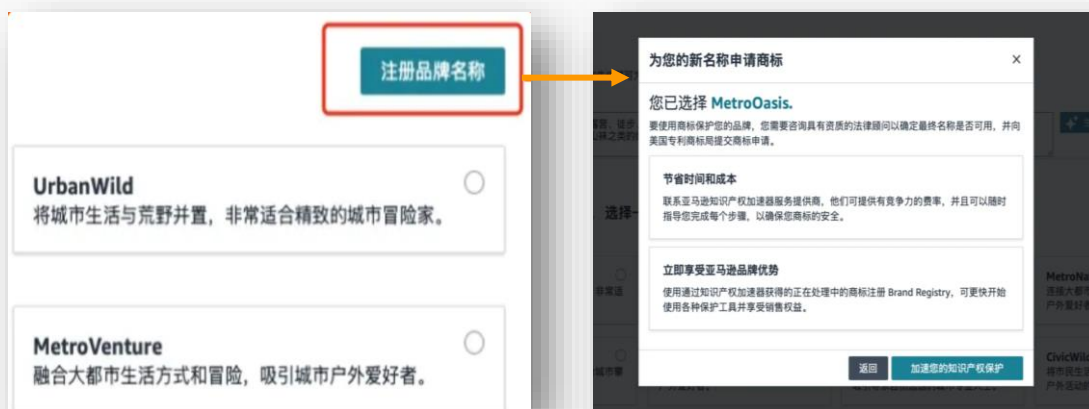 注册品牌名称
UrbanWild
将城市生活与荒野并置，非常适合精致的城市冒险家。
MetroVenture
融合大都市生活方式和冒险，吸引城市户外爱好者。
为您的新名称申请商标
您已选择 MetroOasis.
要使用商标保护您的品牌，您需要咨询具有资质的法律顾问以确定最终名称是否可用，并向
美国专利商标局提交商标申请。
节省时间和成本
联系亚马逊知识产权加速器服务提供商，他们可提供有竞争力的费率，并且可以随时
指导您完成每个步骤，以确保您商标的安全。
立即享受亚马逊品牌优势
使用通过知识产权加速器获得的正在处理中的商标注册 Brand Registry，可更快开始
使用各种保护工具并享受销售权益。
返回
加速您的知识产权保护
选择一